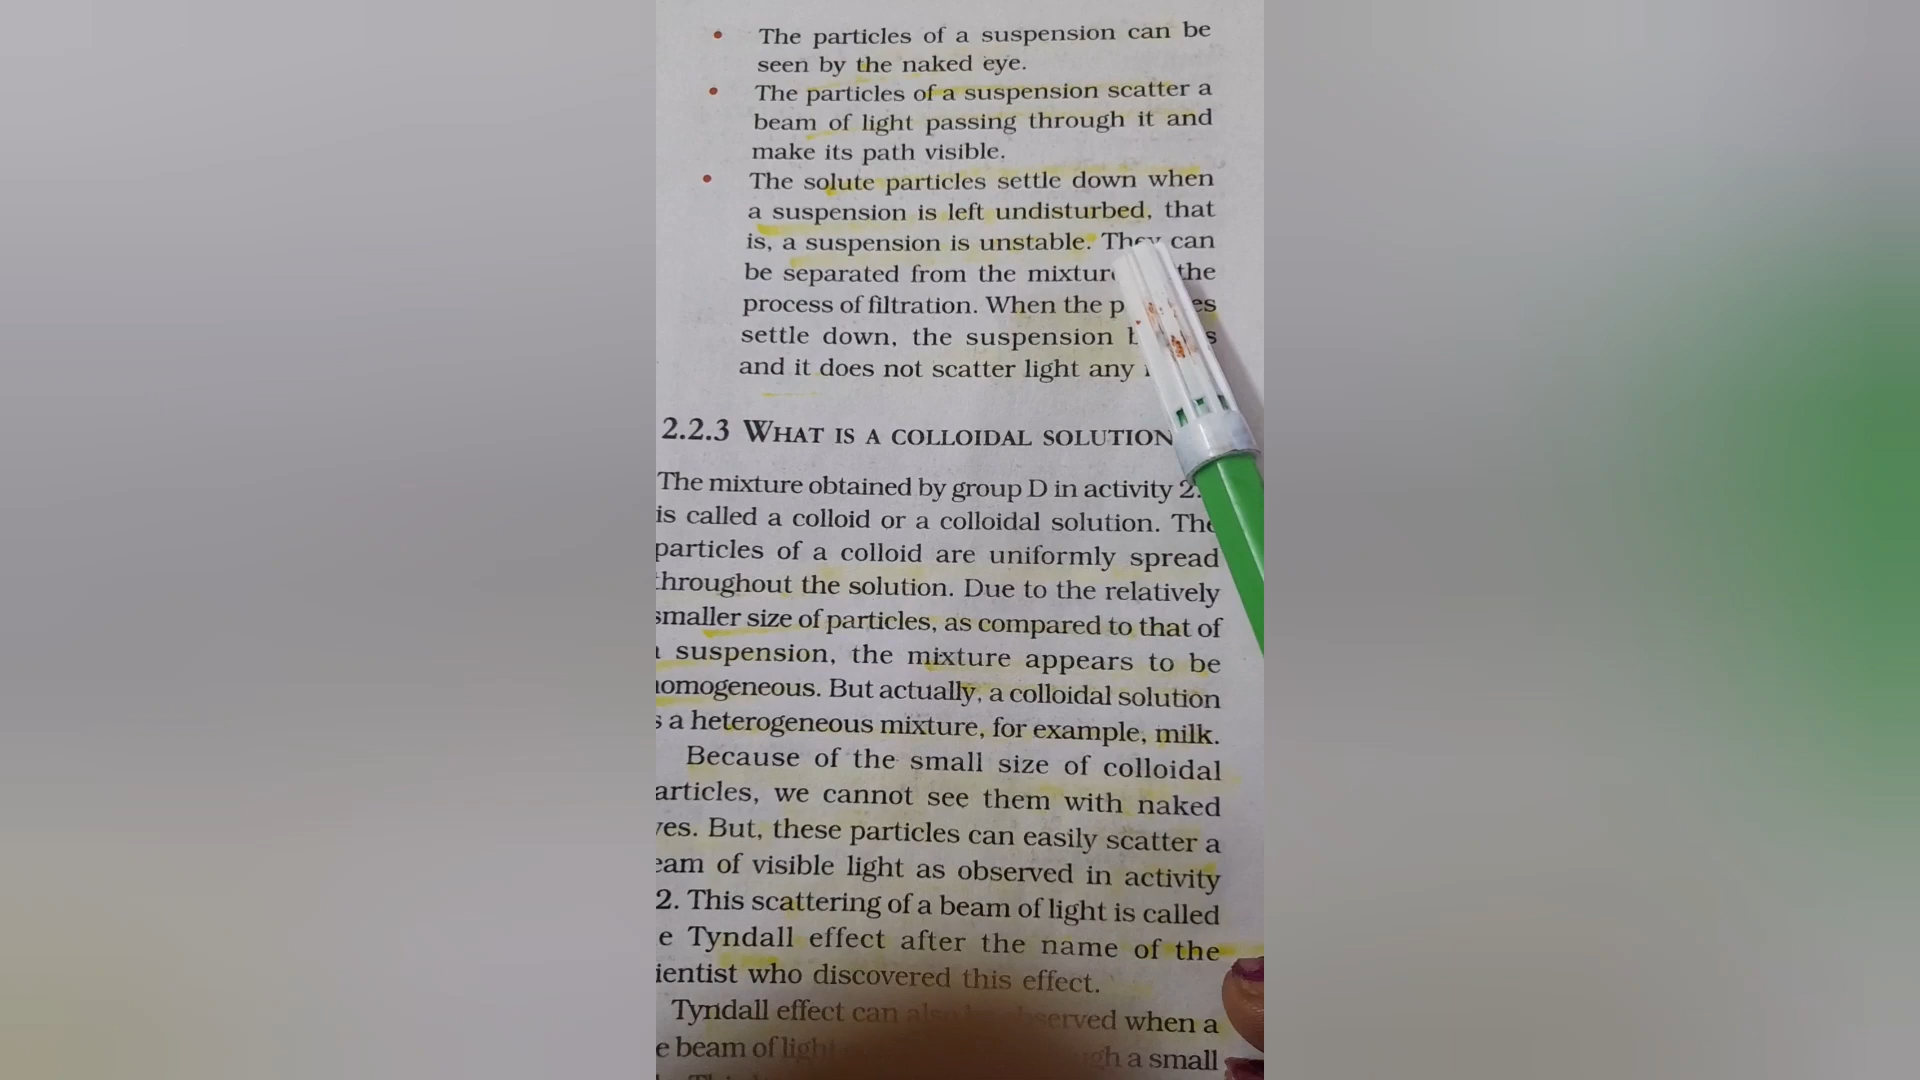 • The particles of a suspension can be
seen by the naked eye.
• The particles of a suspension scatter a
beam of light passing through it and
make its path visible.
• The solute particles settle down when
a suspension is left undisturbed, that
is, a suspension is unstable. They can
be separated from the mixture the
process of filtration. When the p es
settle down, the suspension b s
and it does not scatter light any
2.2.3 WHAT IS A COLLOIDAL SOLUTION
The mixture obtained by group D in activity 2.
is called a colloid or a colloidal solution. The
particles of a colloid are uniformly spread
throughout the solution. Due to the relatively
smaller size of particles, as compared to that of
suspension, the mixture appears to be
omogeneous. But actually, a colloidal solution
s a heterogeneous mixture, for example, milk.
Because of the small size of colloidal
articles, we cannot see them with naked
yes. But, these particles can easily scatter a
eam of visible light as observed in activity
2. This scattering of a beam of light is called
e Tyndall effect after the name of the
ientist who discovered this effect.
Tyndall effect can also be observed when a
e beam of light gh a small